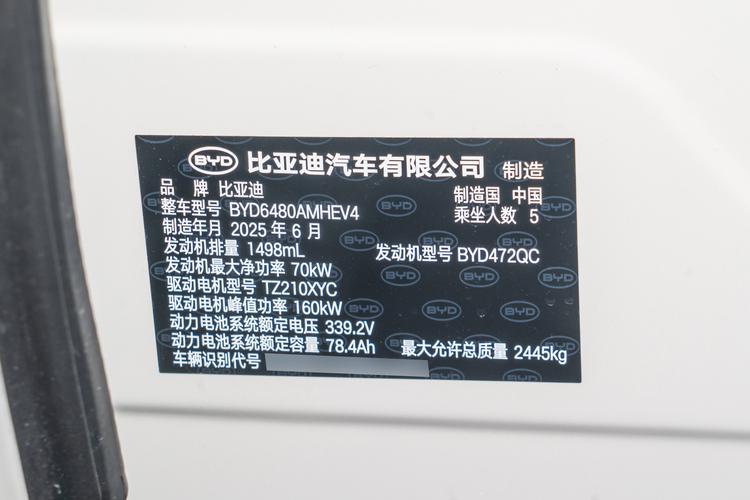 BYD 比亚迪汽车有限公司 制造
品 牌 比亚迪 制造国 中国
整车型号 BYD6480AMHEV4 乘坐人数 5
制造年月 2025 年 6 月
发动机排量 1498mL 发动机型号 BYD472QC
发动机最大净功率 70kW
驱动电机型号 TZ210XYC
驱动电机峰值功率 160kW
动力电池系统额定电压 339.2V
动力电池系统额定容量 78.4Ah 最大允许总质量 2445kg
车辆识别代号